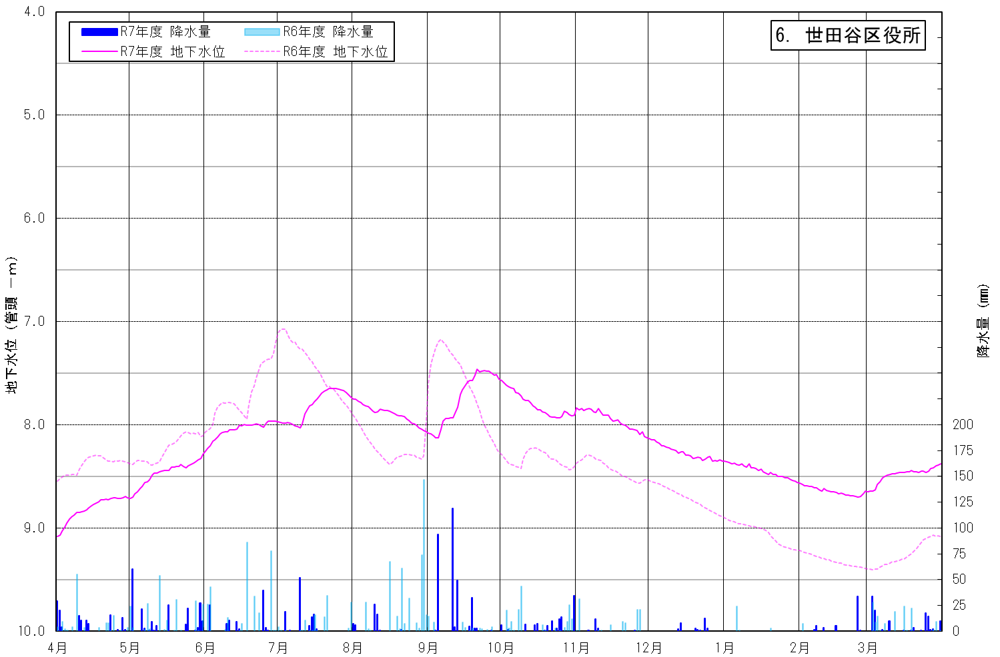 6. 世田谷区役所
R7年度 降水量
R6年度 降水量
R7年度 地下水位
R6年度 地下水位
地下水位 (管頭 －m)
4.0
5.0
6.0
7.0
8.0
9.0
10.0
降水量 (㎜)
200
175
150
125
100
75
50
25
0
4月 5月 6月 7月 8月 9月 10月 11月 12月 1月 2月 3月